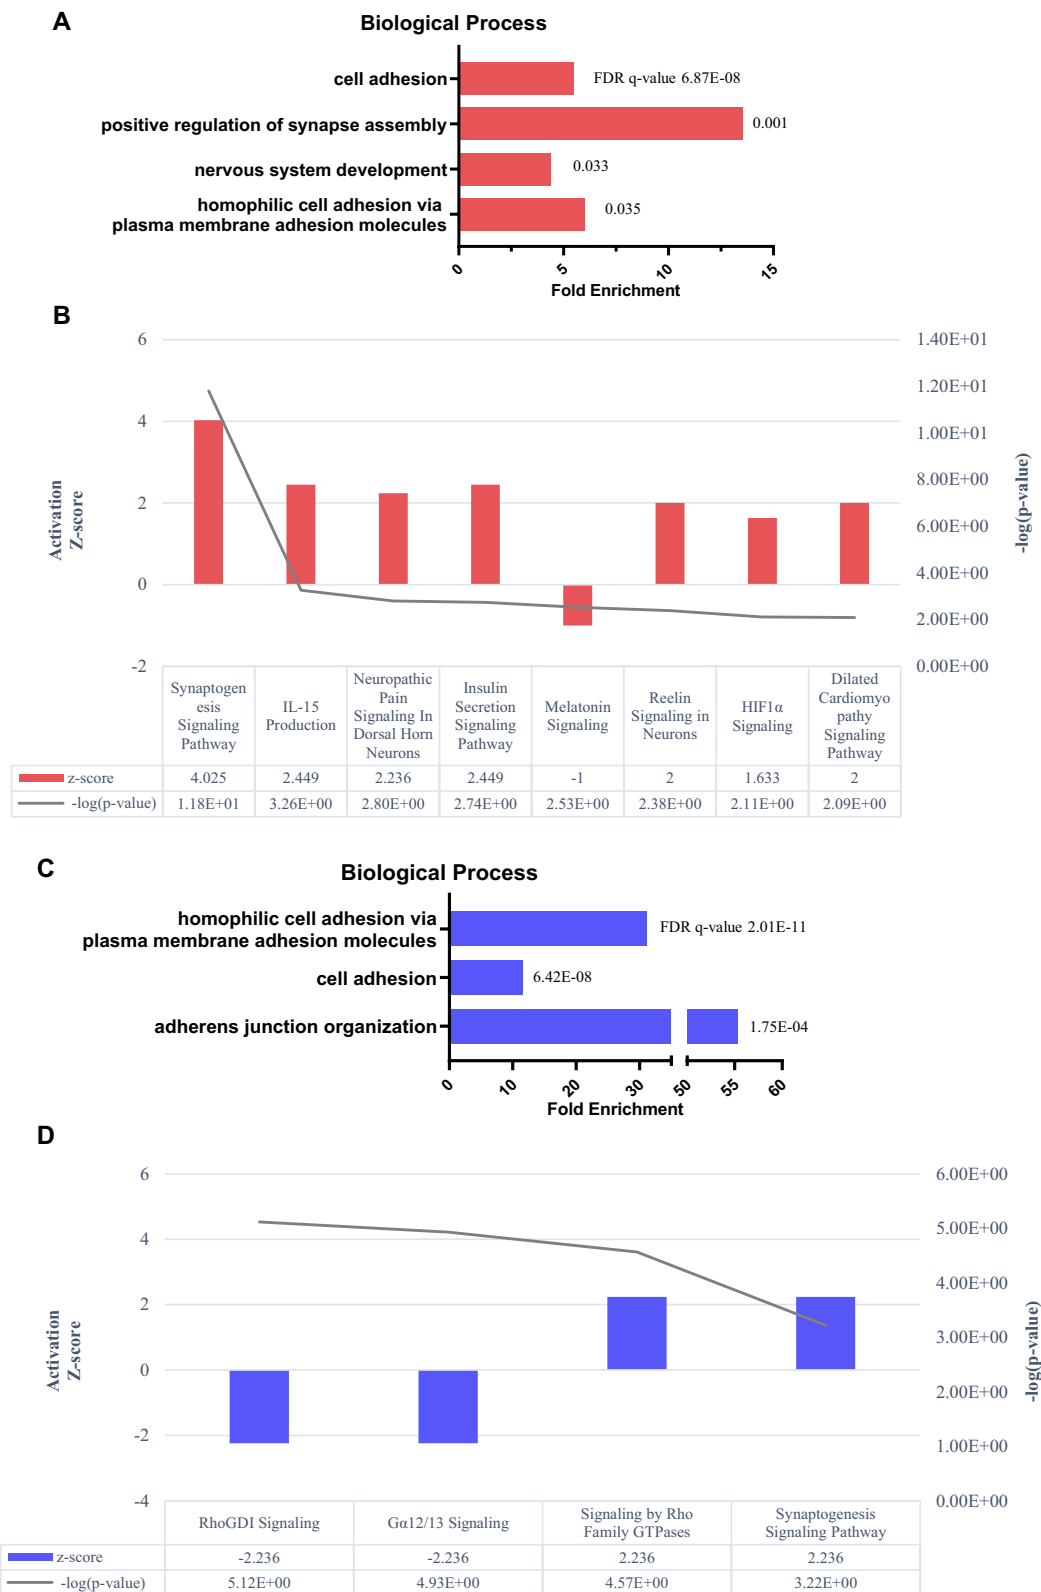 A
Biological Process
cell adhesion
FDR q-value 6.87E-08
positive regulation of synapse assembly
0.001
nervous system development
0.033
homophilic cell adhesion via
plasma membrane adhesion molecules
0.035
0 5 10 15
Fold Enrichment
B
6
4
2
0
-2
Activation
Z-score
1.40E+01
1.20E+01
1.00E+01
8.00E+00
6.00E+00
4.00E+00
2.00E+00
0.00E+00
-log(p-value)
Synaptogen
esis
Signaling
Pathway
IL-15
Production
Neuropathic
Pain
Signaling In
Dorsal Horn
Neurons
Insulin
Secretion
Signaling
Pathway
Melatonin
Signaling
Reelin
Signaling in
Neurons
HIF1α
Signaling
Dilated
Cardiomyo
pathy
Signaling
Pathway
z-score 4.025 2.449 2.236 2.449 -1 2 1.633 2
-log(p-value) 1.18E+01 3.26E+00 2.80E+00 2.74E+00 2.53E+00 2.38E+00 2.11E+00 2.09E+00
C
Biological Process
homophilic cell adhesion via
plasma membrane adhesion molecules
FDR q-value 2.01E-11
cell adhesion
6.42E-08
adherens junction organization
1.75E-04
0 10 20 30 50 55 60
Fold Enrichment
D
6
4
2
0
-2
-4
Activation
Z-score
6.00E+00
5.00E+00
4.00E+00
3.00E+00
2.00E+00
1.00E+00
0.00E+00
-log(p-value)
RhoGDI Signaling
Gα12/13 Signaling
Signaling by Rho
Family GTPases
Synaptogenesis
Signaling Pathway
z-score -2.236 -2.236 2.236 2.236
-log(p-value) 5.12E+00 4.93E+00 4.57E+00 3.22E+00